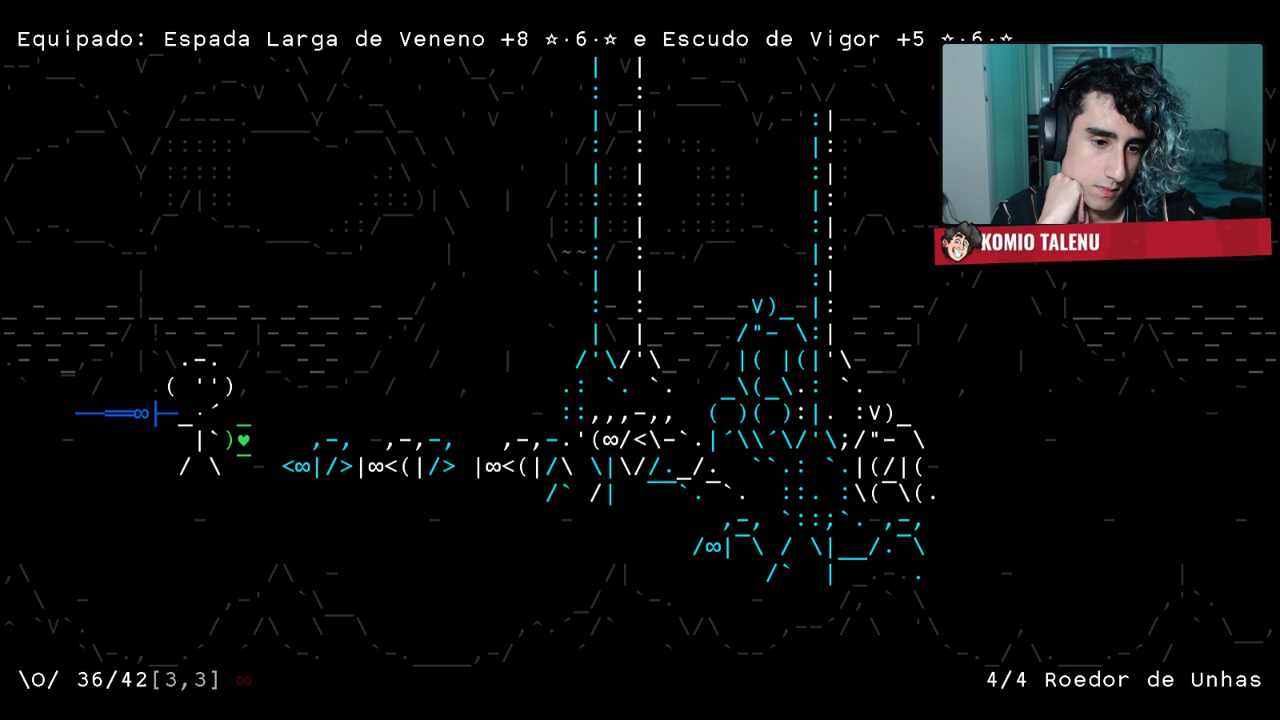 Equipado: Espada Larga de Veneno +8 ☆·6·☆ e Escudo de Vigor +5 ☆·6·☆
KOMIO TALENU
\O/ 36/42[3,3] ∞
4/4 Roedor de Unhas